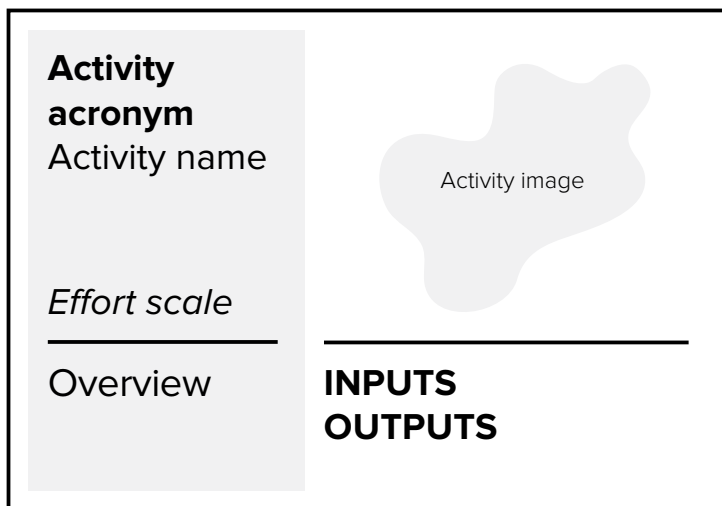 Activity
acronym
Activity name
Effort scale
Overview
Activity image
INPUTS
OUTPUTS